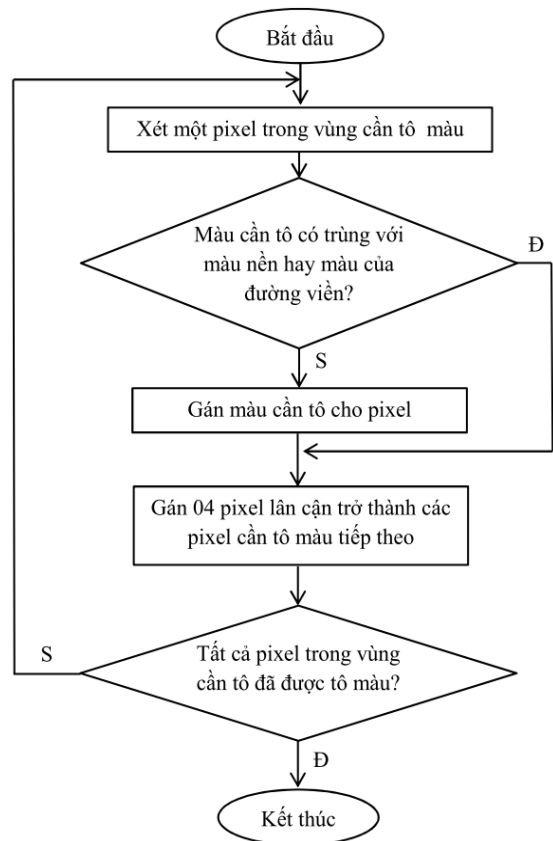 Bắt đầu
Xét một pixel trong vùng cần tô màu
Màu cần tô có trùng với
màu nền hay màu của
đường viền?
Đ
S
Gán màu cần tô cho pixel
Gán 04 pixel lân cận trở thành các
pixel cần tô màu tiếp theo
S
Tất cả pixel trong vùng
cần tô đã được tô màu?
Đ
Kết thúc